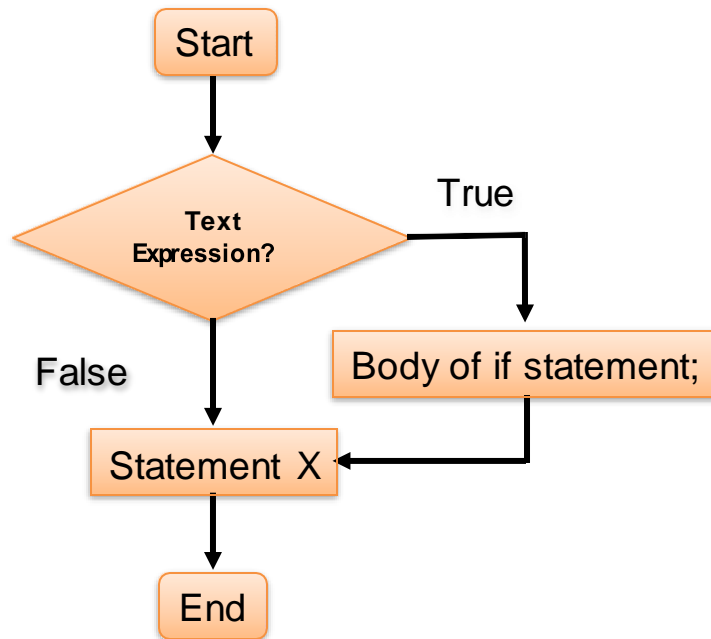 Start
Text
Expression?
True
False
Body of if statement;
Statement X
End